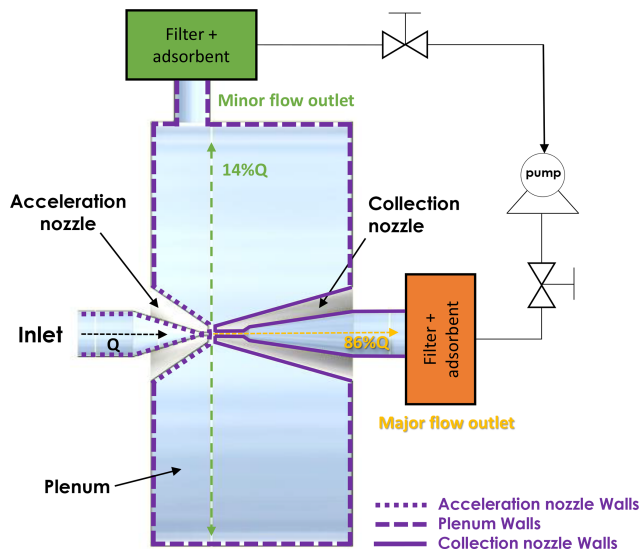 Filter +
adsorbent
Minor flow outlet
14%Q
pump
Acceleration
nozzle
Collection
nozzle
Inlet
Q
86%Q
Filter +
adsorbent
Major flow outlet
Plenum
Acceleration nozzle Walls
Plenum Walls
Collection nozzle Walls